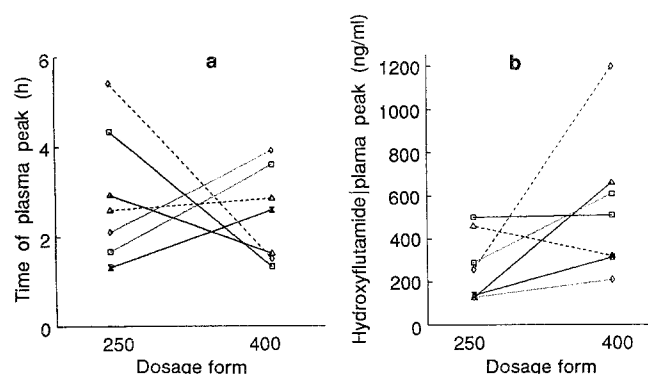 a
Time of plasma peak (h)
6
4
2
0
250
400
Dosage form
b
Hydroxyflutamide|plama peak (ng/ml)
1200
1000
800
600
400
200
0
250
400
Dosage form